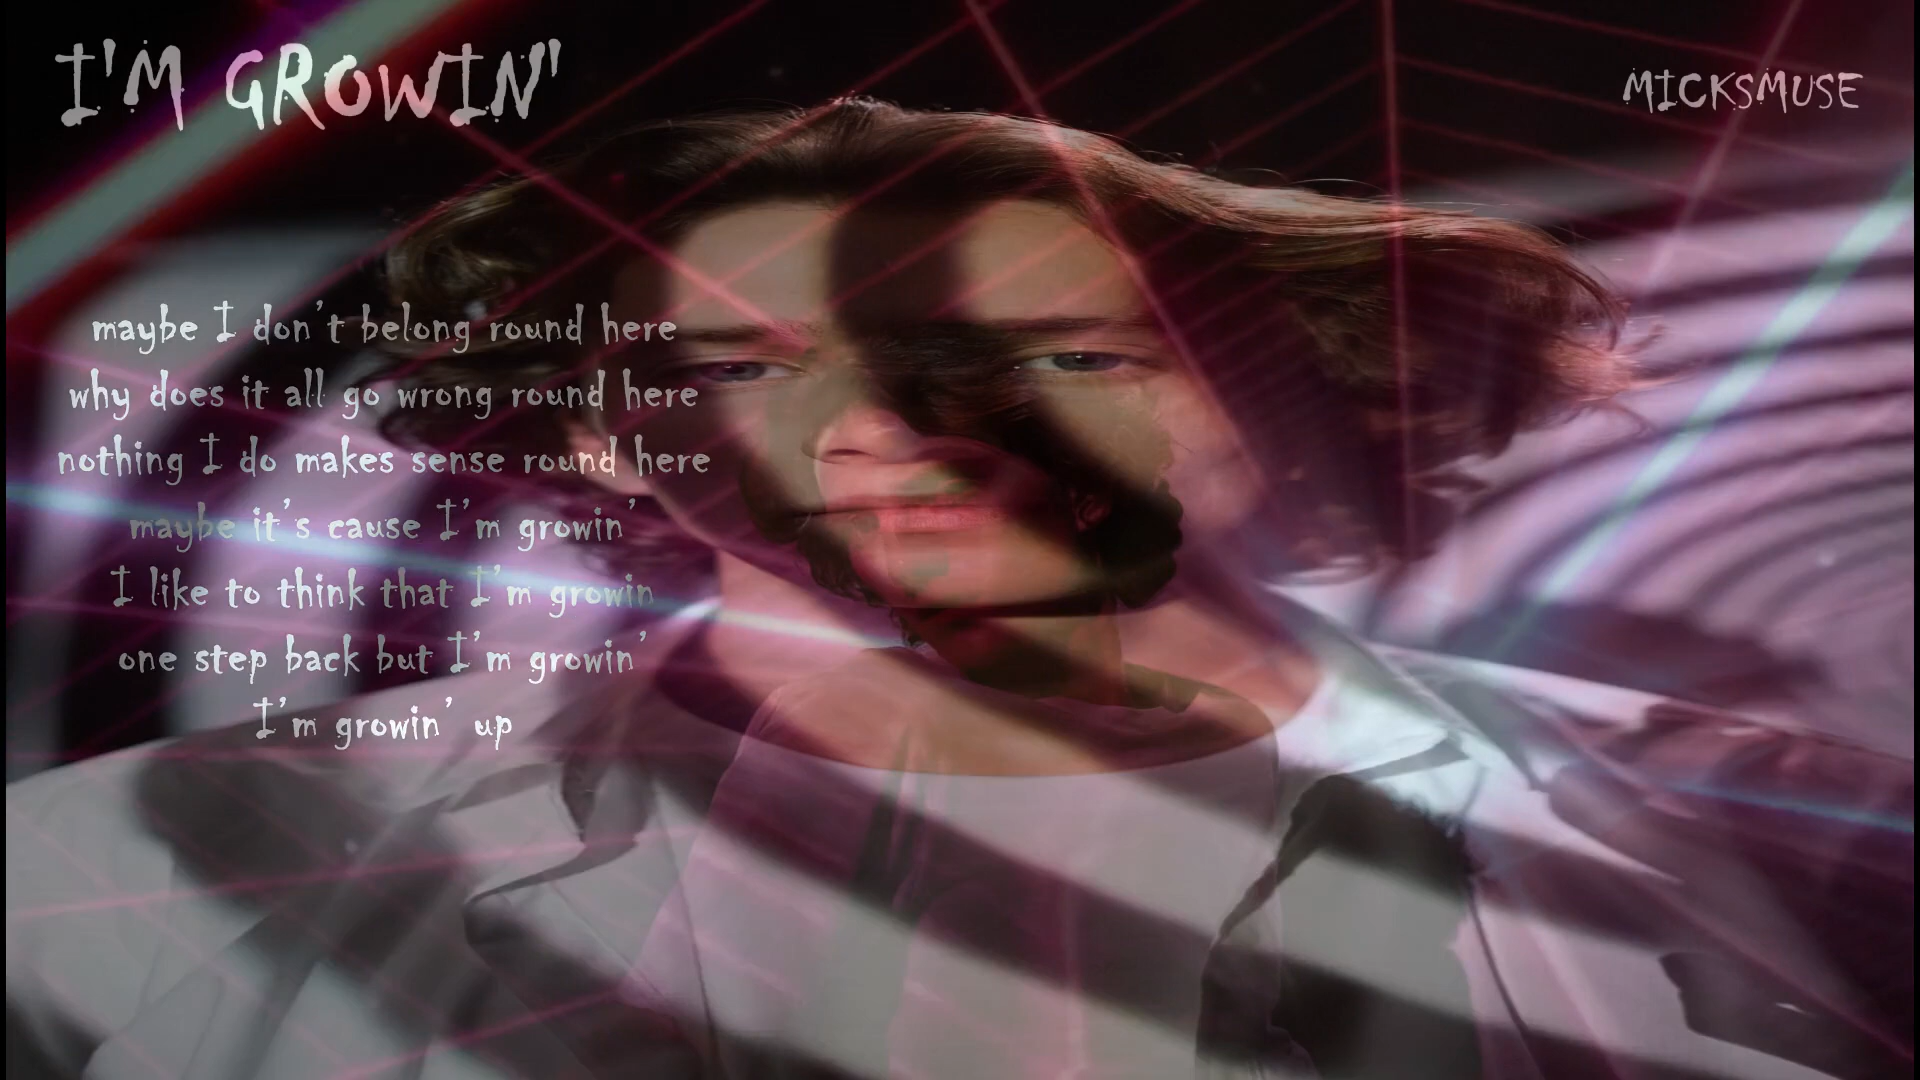 I'M GROWIN'
MICKSMUSE
maybe I don't belong round here
why does it all go wrong round here
nothing I do makes sense round here
maybe it's cause I'm growin'
I like to think that I'm growin
one step back but I'm growin'
I'm growin' up